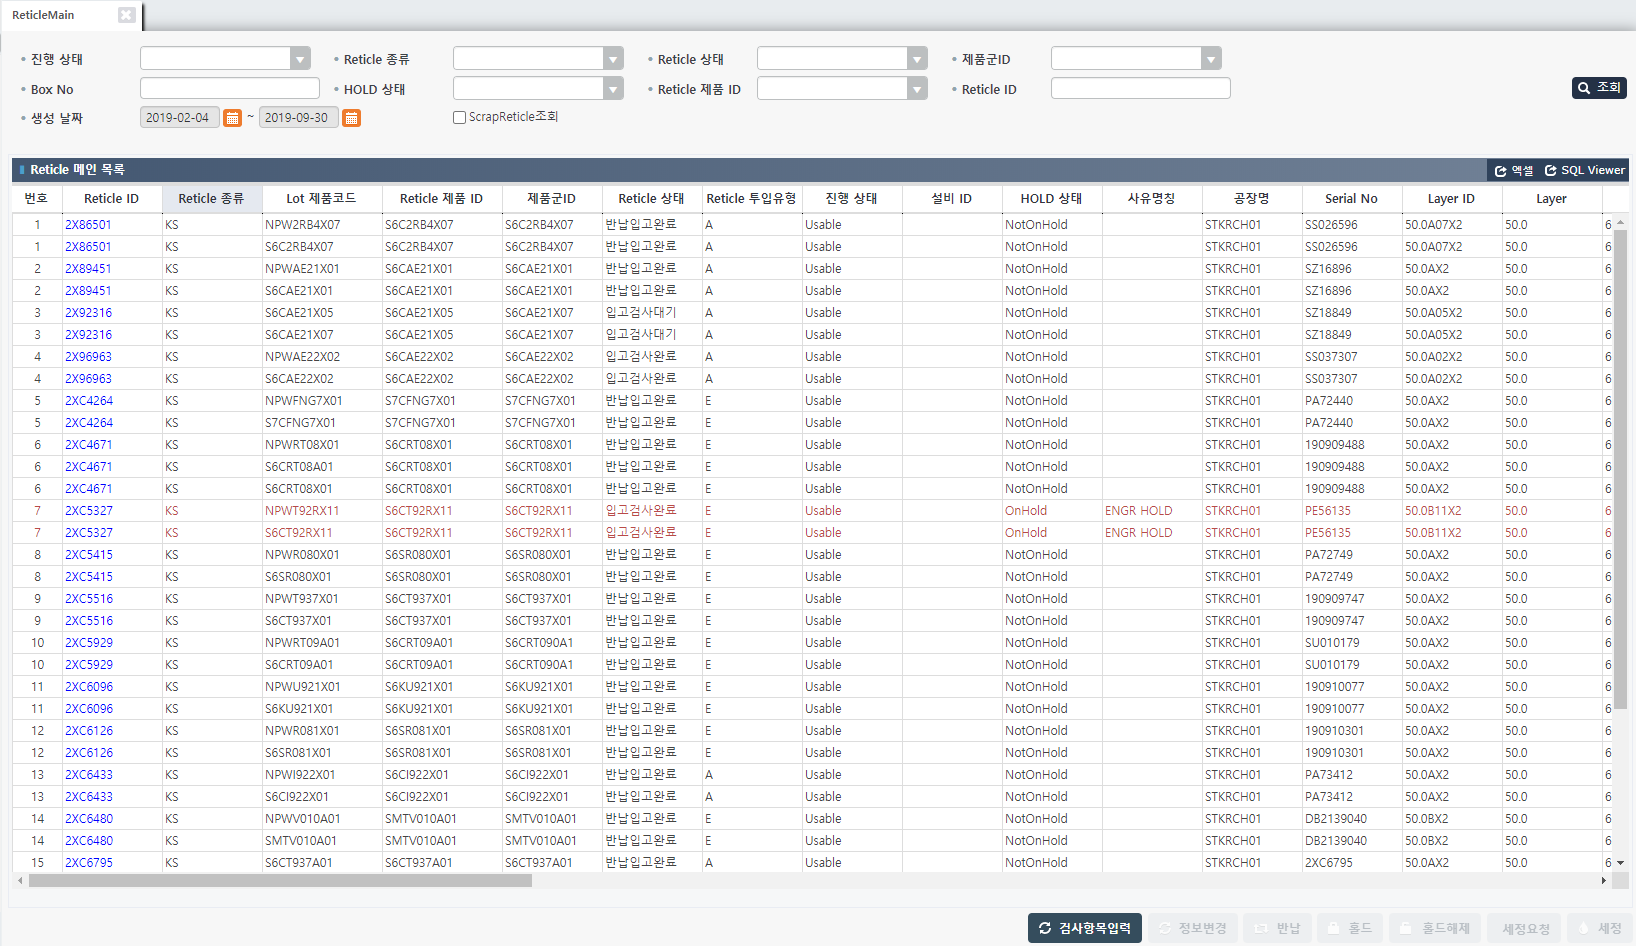 ReticleMain
진행 상태 Reticle 종류 Reticle 상태 제품군ID
Box No HOLD 상태 Reticle 제품 ID Reticle ID 조회
생성 날짜 2019-02-04 ~ 2019-09-30 ScrapReticle조회
Reticle 메인 목록 엑셀 SQL Viewer
번호 Reticle ID Reticle 종류 Lot 제품코드 Reticle 제품 ID 제품군ID Reticle 상태 Reticle 투입유형 진행 상태 설비 ID HOLD 상태 사유명칭 공장명 Serial No Layer ID Layer
1 2X86501 KS NPW2RB4X07 S6C2RB4X07 S6C2RB4X07 반납입고완료 A Usable NotOnHold STKRCH01 SS026596 50.0A07X2 50.0 6
1 2X86501 KS S6C2RB4X07 S6C2RB4X07 S6C2RB4X07 반납입고완료 A Usable NotOnHold STKRCH01 SS026596 50.0A07X2 50.0 6
2 2X89451 KS NPWAE21X01 S6CAE21X01 S6CAE21X01 반납입고완료 A Usable NotOnHold STKRCH01 SZ16896 50.0AX2 50.0 6
2 2X89451 KS S6CAE21X01 S6CAE21X01 S6CAE21X01 반납입고완료 A Usable NotOnHold STKRCH01 SZ16896 50.0AX2 50.0 6
3 2X92316 KS S6CAE21X05 S6CAE21X05 S6CAE21X07 입고검사대기 A Usable NotOnHold STKRCH01 SZ18849 50.0A05X2 50.0 6
3 2X92316 KS S6CAE21X07 S6CAE21X05 S6CAE21X07 입고검사대기 A Usable NotOnHold STKRCH01 SZ18849 50.0A05X2 50.0 6
4 2X96963 KS NPWAE22X02 S6CAE22X02 S6CAE22X02 입고검사완료 A Usable NotOnHold STKRCH01 SS037307 50.0A02X2 50.0 6
4 2X96963 KS S6CAE22X02 S6CAE22X02 S6CAE22X02 입고검사완료 A Usable NotOnHold STKRCH01 SS037307 50.0A02X2 50.0 6
5 2XC4264 KS NPWFNG7X01 S7CFNG7X01 S7CFNG7X01 반납입고완료 E Usable NotOnHold STKRCH01 PA72440 50.0AX2 50.0 6
5 2XC4264 KS S7CFNG7X01 S7CFNG7X01 S7CFNG7X01 반납입고완료 E Usable NotOnHold STKRCH01 PA72440 50.0AX2 50.0 6
6 2XC4671 KS NPWRT08X01 S6CRT08X01 S6CRT08X01 반납입고완료 E Usable NotOnHold STKRCH01 190909488 50.0AX2 50.0 6
6 2XC4671 KS S6CRT08A01 S6CRT08X01 S6CRT08X01 반납입고완료 E Usable NotOnHold STKRCH01 190909488 50.0AX2 50.0 6
6 2XC4671 KS S6CRT08X01 S6CRT08X01 S6CRT08X01 반납입고완료 E Usable NotOnHold STKRCH01 190909488 50.0AX2 50.0 6
7 2XC5327 KS NPWT92RX11 S6CT92RX11 S6CT92RX11 입고검사완료 E Usable OnHold ENGR HOLD STKRCH01 PE56135 50.0B11X2 50.0 6
7 2XC5327 KS S6CT92RX11 S6CT92RX11 S6CT92RX11 입고검사완료 E Usable OnHold ENGR HOLD STKRCH01 PE56135 50.0B11X2 50.0 6
8 2XC5415 KS NPWR080X01 S6SR080X01 S6SR080X01 반납입고완료 E Usable NotOnHold STKRCH01 PA72749 50.0AX2 50.0 6
8 2XC5415 KS S6SR080X01 S6SR080X01 S6SR080X01 반납입고완료 E Usable NotOnHold STKRCH01 PA72749 50.0AX2 50.0 6
9 2XC5516 KS NPWT937X01 S6CT937X01 S6CT937X01 반납입고완료 E Usable NotOnHold STKRCH01 190909747 50.0AX2 50.0 6
9 2XC5516 KS S6CT937X01 S6CT937X01 S6CT937X01 반납입고완료 E Usable NotOnHold STKRCH01 190909747 50.0AX2 50.0 6
10 2XC5929 KS NPWRT09A01 S6CRT09A01 S6CRT090A1 반납입고완료 E Usable NotOnHold STKRCH01 SU010179 50.0AX2 50.0 6
10 2XC5929 KS S6CRT09A01 S6CRT09A01 S6CRT090A1 반납입고완료 E Usable NotOnHold STKRCH01 SU010179 50.0AX2 50.0 6
11 2XC6096 KS NPWU921X01 S6KU921X01 S6KU921X01 반납입고완료 E Usable NotOnHold STKRCH01 190910077 50.0AX2 50.0 6
11 2XC6096 KS S6KU921X01 S6KU921X01 S6KU921X01 반납입고완료 E Usable NotOnHold STKRCH01 190910077 50.0AX2 50.0 6
12 2XC6126 KS NPWR081X01 S6SR081X01 S6SR081X01 반납입고완료 E Usable NotOnHold STKRCH01 190910301 50.0AX2 50.0 6
12 2XC6126 KS S6SR081X01 S6SR081X01 S6SR081X01 반납입고완료 E Usable NotOnHold STKRCH01 190910301 50.0AX2 50.0 6
13 2XC6433 KS NPWI922X01 S6CI922X01 S6CI922X01 반납입고완료 A Usable NotOnHold STKRCH01 PA73412 50.0AX2 50.0 6
13 2XC6433 KS S6CI922X01 S6CI922X01 S6CI922X01 반납입고완료 A Usable NotOnHold STKRCH01 PA73412 50.0AX2 50.0 6
14 2XC6480 KS NPWV010A01 SMTV010A01 SMTV010A01 반납입고완료 E Usable NotOnHold STKRCH01 DB2139040 50.0BX2 50.0 6
14 2XC6480 KS SMTV010A01 SMTV010A01 SMTV010A01 반납입고완료 E Usable NotOnHold STKRCH01 DB2139040 50.0BX2 50.0 6
15 2XC6795 KS S6CT937A01 S6CT937A01 S6CT937A01 반납입고완료 A Usable NotOnHold STKRCH01 2XC6795 50.0AX2 50.0 6
검사항목입력 정보변경 반납 홀드 홀드해제 세정요청 세정